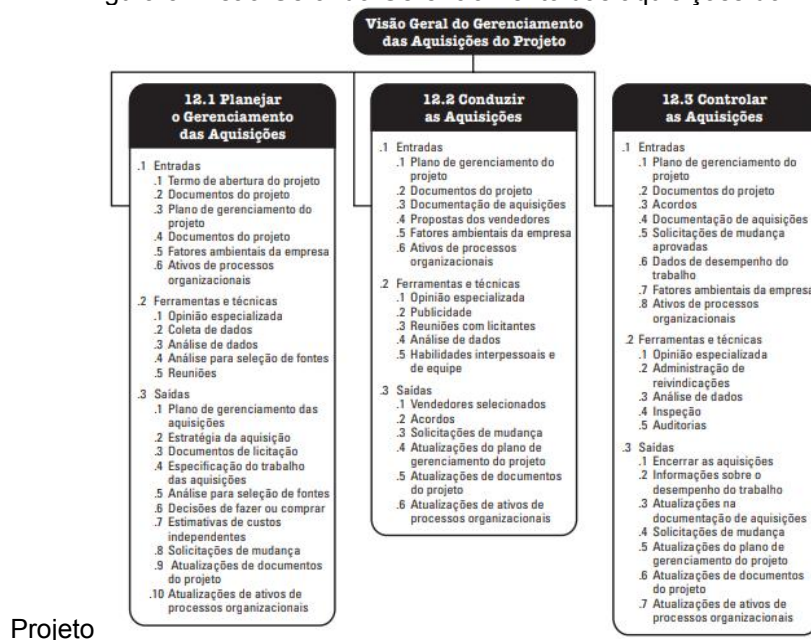 Visão Geral do Gerenciamento
das Aquisições do Projeto
12.1 Planejar
o Gerenciamento
das Aquisições
.1 Entradas
.1 Termo de abertura do projeto
.2 Documentos do projeto
.3 Plano de gerenciamento do
projeto
.4 Documentos do projeto
.5 Fatores ambientais da empresa
.6 Ativos de processos
organizacionais
.2 Ferramentas e técnicas
.1 Opinião especializada
.2 Coleta de dados
.3 Análise de dados
.4 Análise para seleção de fontes
.5 Reuniões
.3 Saídas
.1 Plano de gerenciamento das
aquisições
.2 Estratégia da aquisição
.3 Documentos de licitação
.4 Especificação do trabalho
das aquisições
.5 Análise para seleção de fontes
.6 Decisões de fazer ou comprar
.7 Estimativas de custos
independentes
.8 Solicitações de mudança
.9 Atualizações de documentos
do projeto
.10 Atualizações de ativos de
processos organizacionais
12.2 Conduzir
as Aquisições
.1 Entradas
.1 Plano de gerenciamento do
projeto
.2 Documentos do projeto
.3 Documentação de aquisições
.4 Propostas dos vendedores
.5 Fatores ambientais da empresa
.6 Ativos de processos
organizacionais
.2 Ferramentas e técnicas
.1 Opinião especializada
.2 Publicidade
.3 Reuniões com licitantes
.4 Análise de dados
.5 Habilidades interpessoais e
de equipe
.3 Saídas
.1 Vendedores selecionados
.2 Acordos
.3 Solicitações de mudança
.4 Atualizações do plano de
gerenciamento do projeto
.5 Atualizações de documentos
do projeto
.6 Atualizações de ativos de
processos organizacionais
12.3 Controlar
as Aquisições
.1 Entradas
.1 Plano de gerenciamento do
projeto
.2 Documentos do projeto
.3 Acordos
.4 Documentação de aquisições
.5 Solicitações de mudança
aprovadas
.6 Dados de desempenho do
trabalho
.7 Fatores ambientais da empresa
.8 Ativos de processos
organizacionais
.2 Ferramentas e técnicas
.1 Opinião especializada
.2 Administração de
reivindicações
.3 Análise de dados
.4 Inspeção
.5 Auditorias
.3 Saídas
.1 Encerrar as aquisições
.2 Informações sobre o
desempenho do trabalho
.3 Atualizações na
documentação de aquisições
.4 Solicitações de mudança
.5 Atualizações do plano de
gerenciamento do projeto
.6 Atualizações de documentos
do projeto
.7 Atualizações de ativos de
processos organizacionais
Projeto